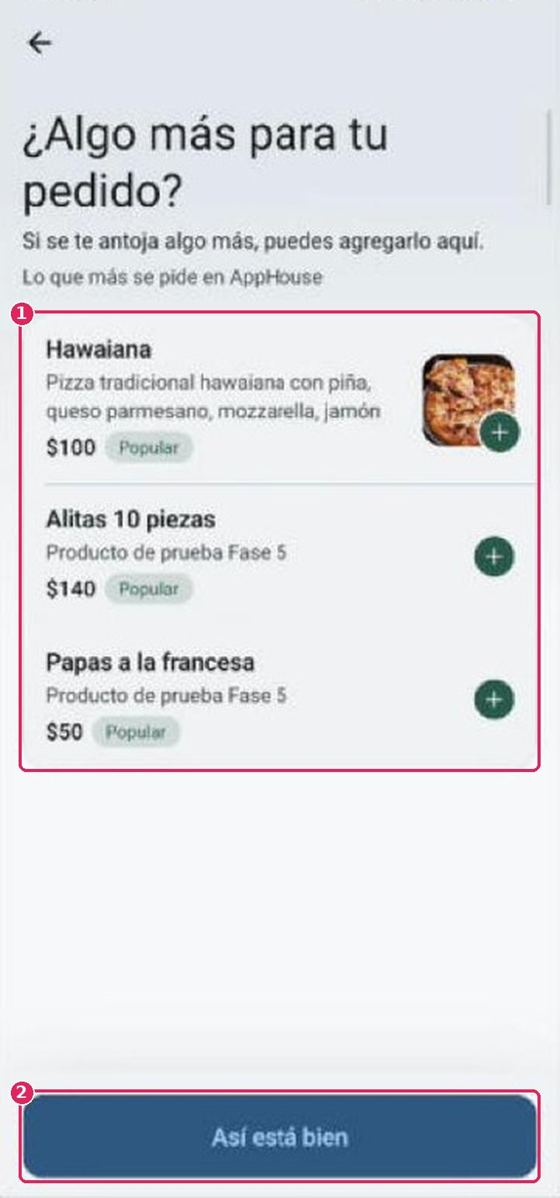 ¿Algo más para tu
pedido?
Si se te antoja algo más, puedes agregarlo aquí.
Lo que más se pide en AppHouse
1
Hawaiana
Pizza tradicional hawaiana con piña,
queso parmesano, mozzarella, jamón
$100 Popular
Alitas 10 piezas
Producto de prueba Fase 5
$140 Popular
Papas a la francesa
Producto de prueba Fase 5
$50 Popular
2
Así está bien